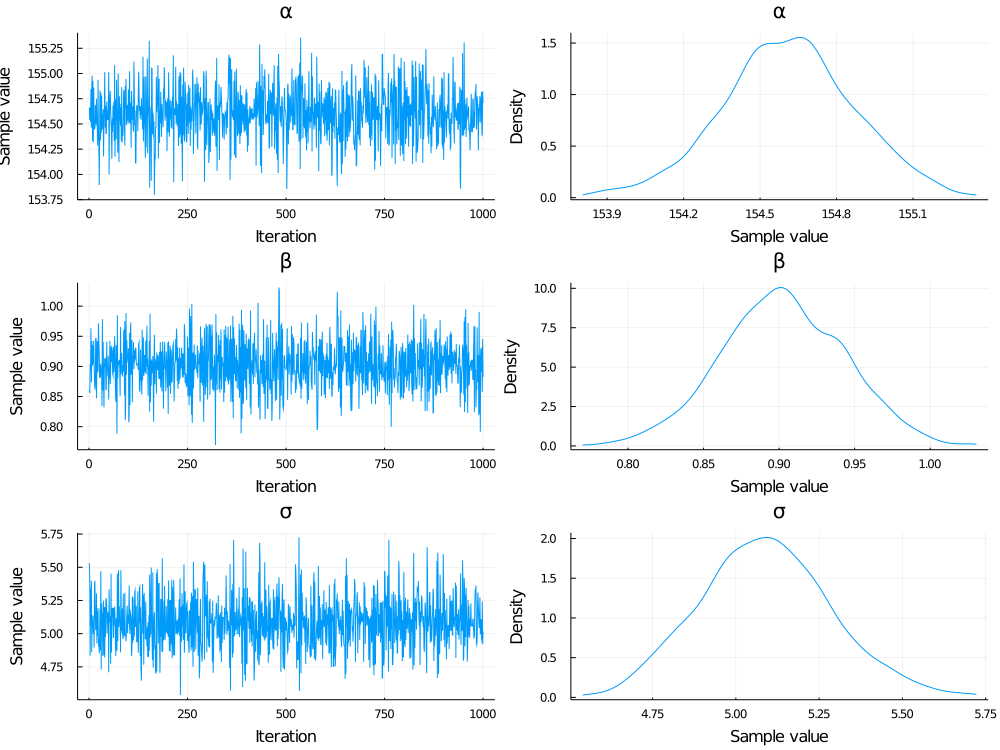 α
α
Sample value
155.25
155.00
154.75
154.50
154.25
154.00
153.75
0 250 500 750 1000
Iteration
Density
1.5
1.0
0.5
0.0
153.9 154.2 154.5 154.8 155.1
Sample value
β
β
Sample value
1.00
0.95
0.90
0.85
0.80
0 250 500 750 1000
Iteration
Density
10.0
7.5
5.0
2.5
0.0
0.80 0.85 0.90 0.95 1.00
Sample value
σ
σ
Sample value
5.75
5.50
5.25
5.00
4.75
0 250 500 750 1000
Iteration
Density
2.0
1.5
1.0
0.5
0.0
4.75 5.00 5.25 5.50 5.75
Sample value